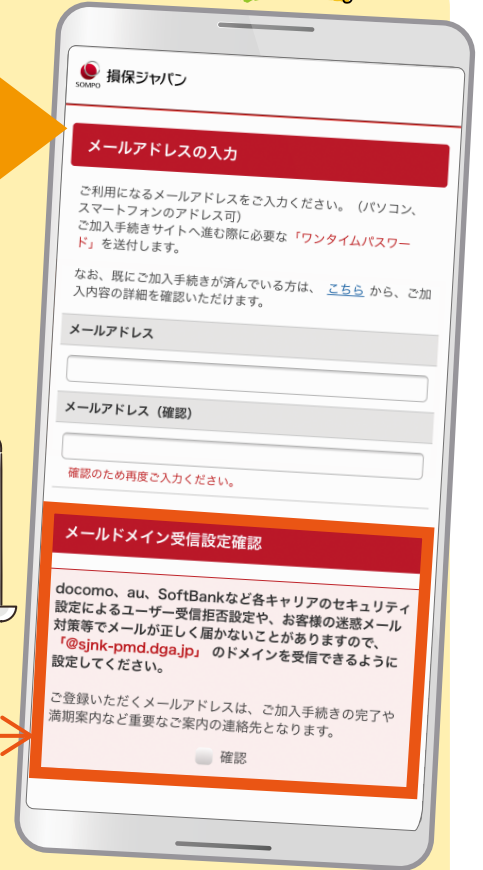 SOMPO 損保ジャパン
メールアドレスの入力
ご利用になるメールアドレスをご入力ください。（パソコン、
スマートフォンのアドレス可）
ご加入手続きサイトへ進む際に必要な「ワンタイムパスワー
ド」を送付します。
なお、既にご加入手続きが済んでいる方は、 こちら から、ご加
入内容の詳細を確認いただけます。
メールアドレス
メールアドレス（確認）
確認のため再度ご入力ください。
メールドメイン受信設定確認
docomo、au、SoftBankなど各キャリアのセキュリティ
設定によるユーザー受信拒否設定や、お客様の迷惑メール
対策等でメールが正しく届かないことがありますので、
「@sjnk-pmd.dga.jp」 のドメインを受信できるように
設定してください。
ご登録いただくメールアドレスは、ご加入手続きの完了や
満期案内など重要なご案内の連絡先となります。
確認